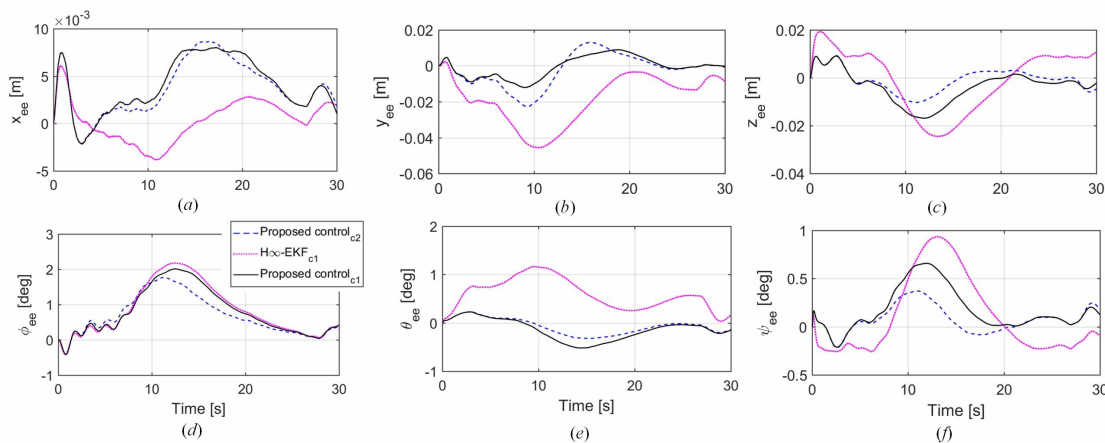 ×10⁻³
10
5
0
-5
x_ee [m]
0 10 20 30
(a)
0.02
0
-0.02
-0.04
-0.06
y_ee [m]
0 10 20 30
(b)
0.02
0
-0.02
-0.04
z_ee [m]
0 10 20 30
(c)
3
2
1
0
-1
ϕ_ee [deg]
Proposed control_c2
H∞-EKF_c1
Proposed control_c1
0 10 20 30
Time [s]
(d)
2
1
0
-1
θ_ee [deg]
0 10 20 30
Time [s]
(e)
1
0.5
0
-0.5
ψ_ee [deg]
0 10 20 30
Time [s]
(f)